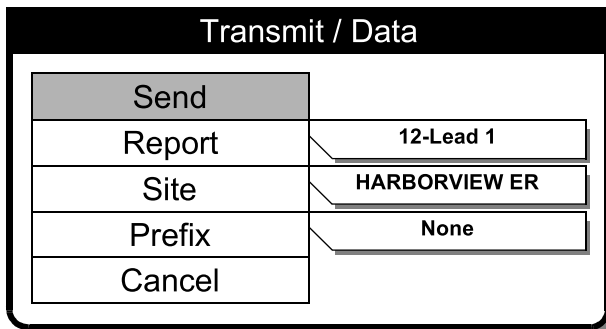 Transmit / Data
Send
Report 12-Lead 1
Site HARBORVIEW ER
Prefix None
Cancel